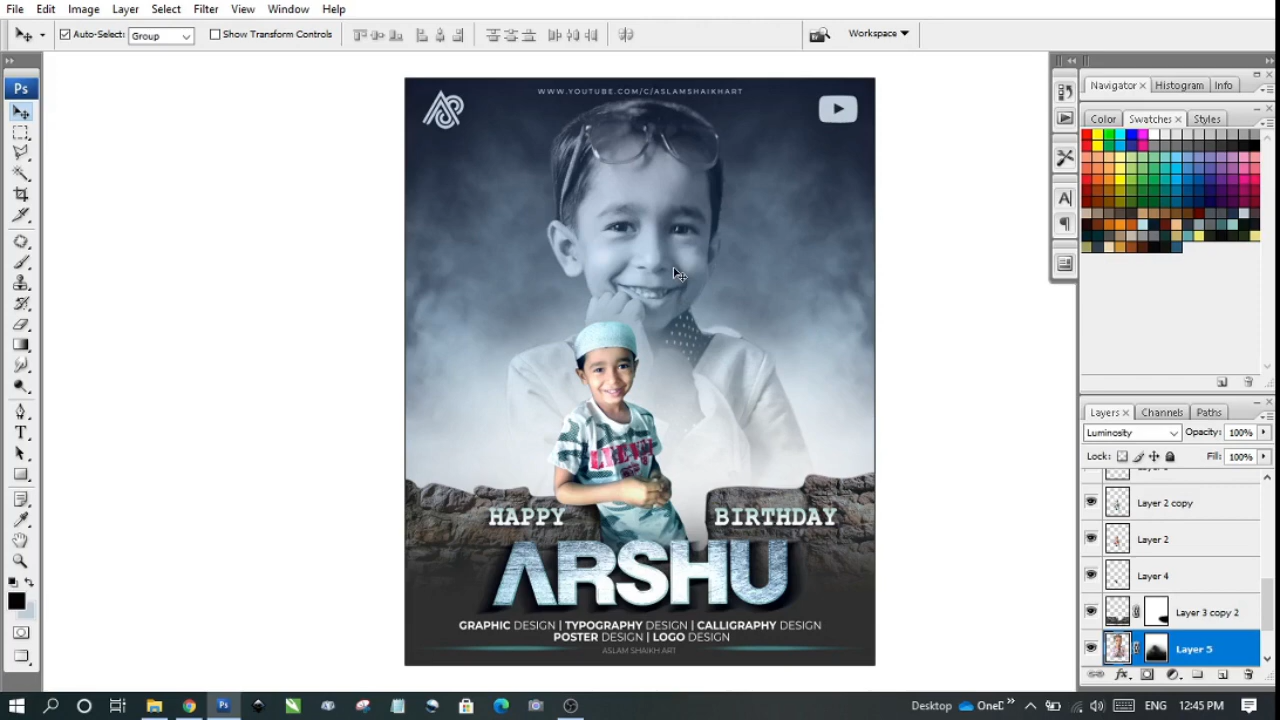 File Edit Image Layer Select Filter View Window Help
Auto-Select: Group Show Transform Controls Workspace
Ps
Navigator Histogram Info
Color Swatches Styles
WWW.YOUTUBE.COM/C/ASLAMSHAIKHART
HAPPY BIRTHDAY
ARSHU
GRAPHIC DESIGN | TYPOGRAPHY DESIGN | CALLIGRAPHY DESIGN
POSTER DESIGN | LOGO DESIGN
ASLAM SHAIKH ART
Layers Channels Paths
Luminosity Opacity: 100%
Lock: Fill: 100%
Layer 2 copy
Layer 2
Layer 4
Layer 3 copy 2
Layer 5
Ps Desktop OneD ENG 12:45 PM